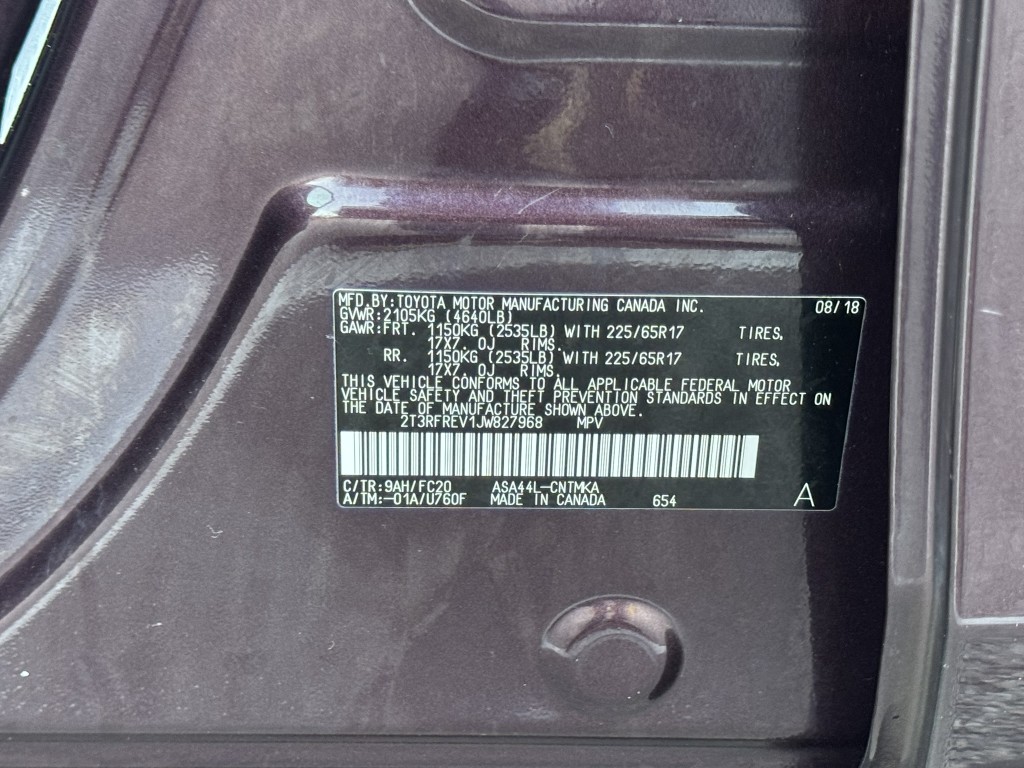 MFD.BY:TOYOTA MOTOR MANUFACTURING CANADA INC. 08/18
GVWR:2105KG (4640LB)
GAWR:FRT. 1150KG (2535LB) WITH 225/65R17 TIRES,
17X7.0J RIMS.
RR. 1150KG (2535LB) WITH 225/65R17 TIRES,
17X7.0J RIMS.
THIS VEHICLE CONFORMS TO ALL APPLICABLE FEDERAL MOTOR
VEHICLE SAFETY AND THEFT PREVENTION STANDARDS IN EFFECT ON
THE DATE OF MANUFACTURE SHOWN ABOVE.
2T3RFREV1JW827968 MPV
C/TR:9AH/FC20 ASA44L-CNTMKA
A/TM:-01A/U760F MADE IN CANADA 654 A